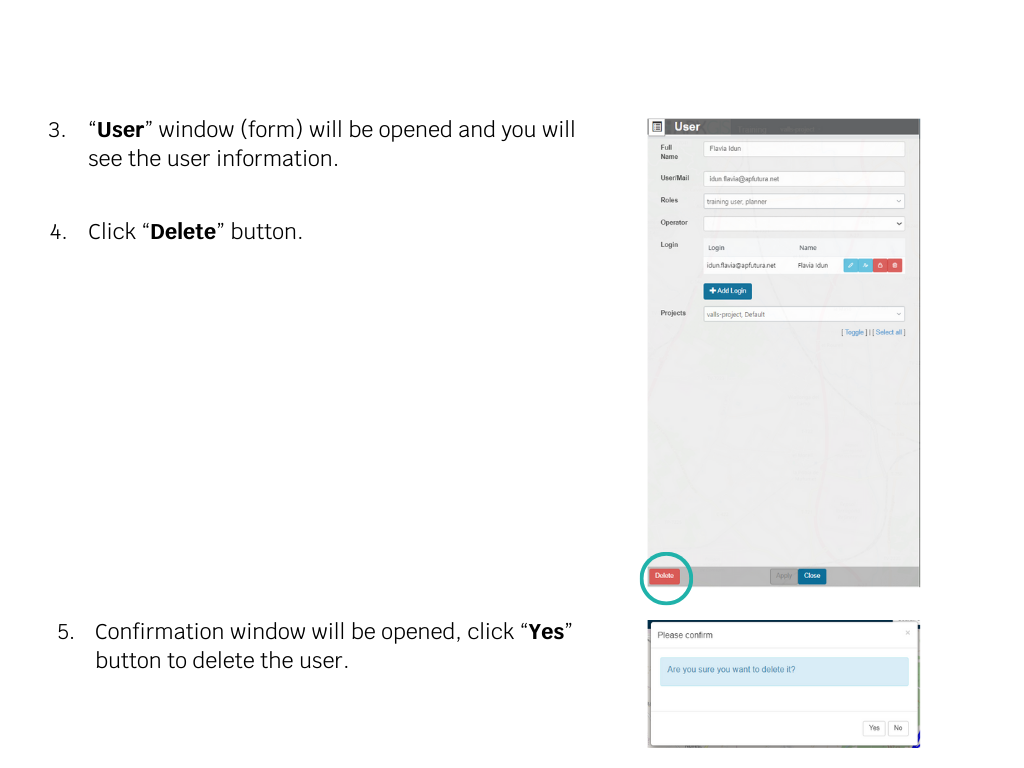 3. “User” window (form) will be opened and you will
see the user information.
4. Click “Delete” button.
User
Full
Name
Flavia Idun
User/Mail
idun.flavia@apfutura.net
Roles
training user, planner
Operator
Login
Login Name
idun.flavia@apfutura.net Flavia Idun
+ Add Login
Projects
valls-project, Default
[ Toggle ] | [ Select all ]
Delete Apply Close
5. Confirmation window will be opened, click “Yes”
button to delete the user.
Please confirm ×
Are you sure you want to delete it?
Yes No